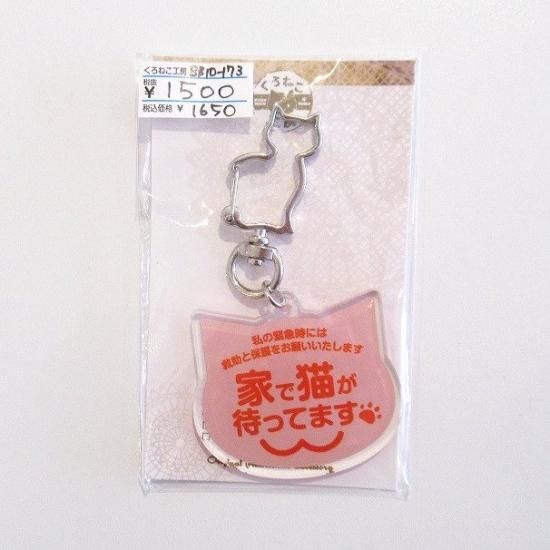 くろねこ工房 SB10-173
税抜
¥ 1500
税込価格 ¥ 1650
くろねこ
私の緊急時には
救助と保護をお願いいたします
家で猫が
待ってます
Original